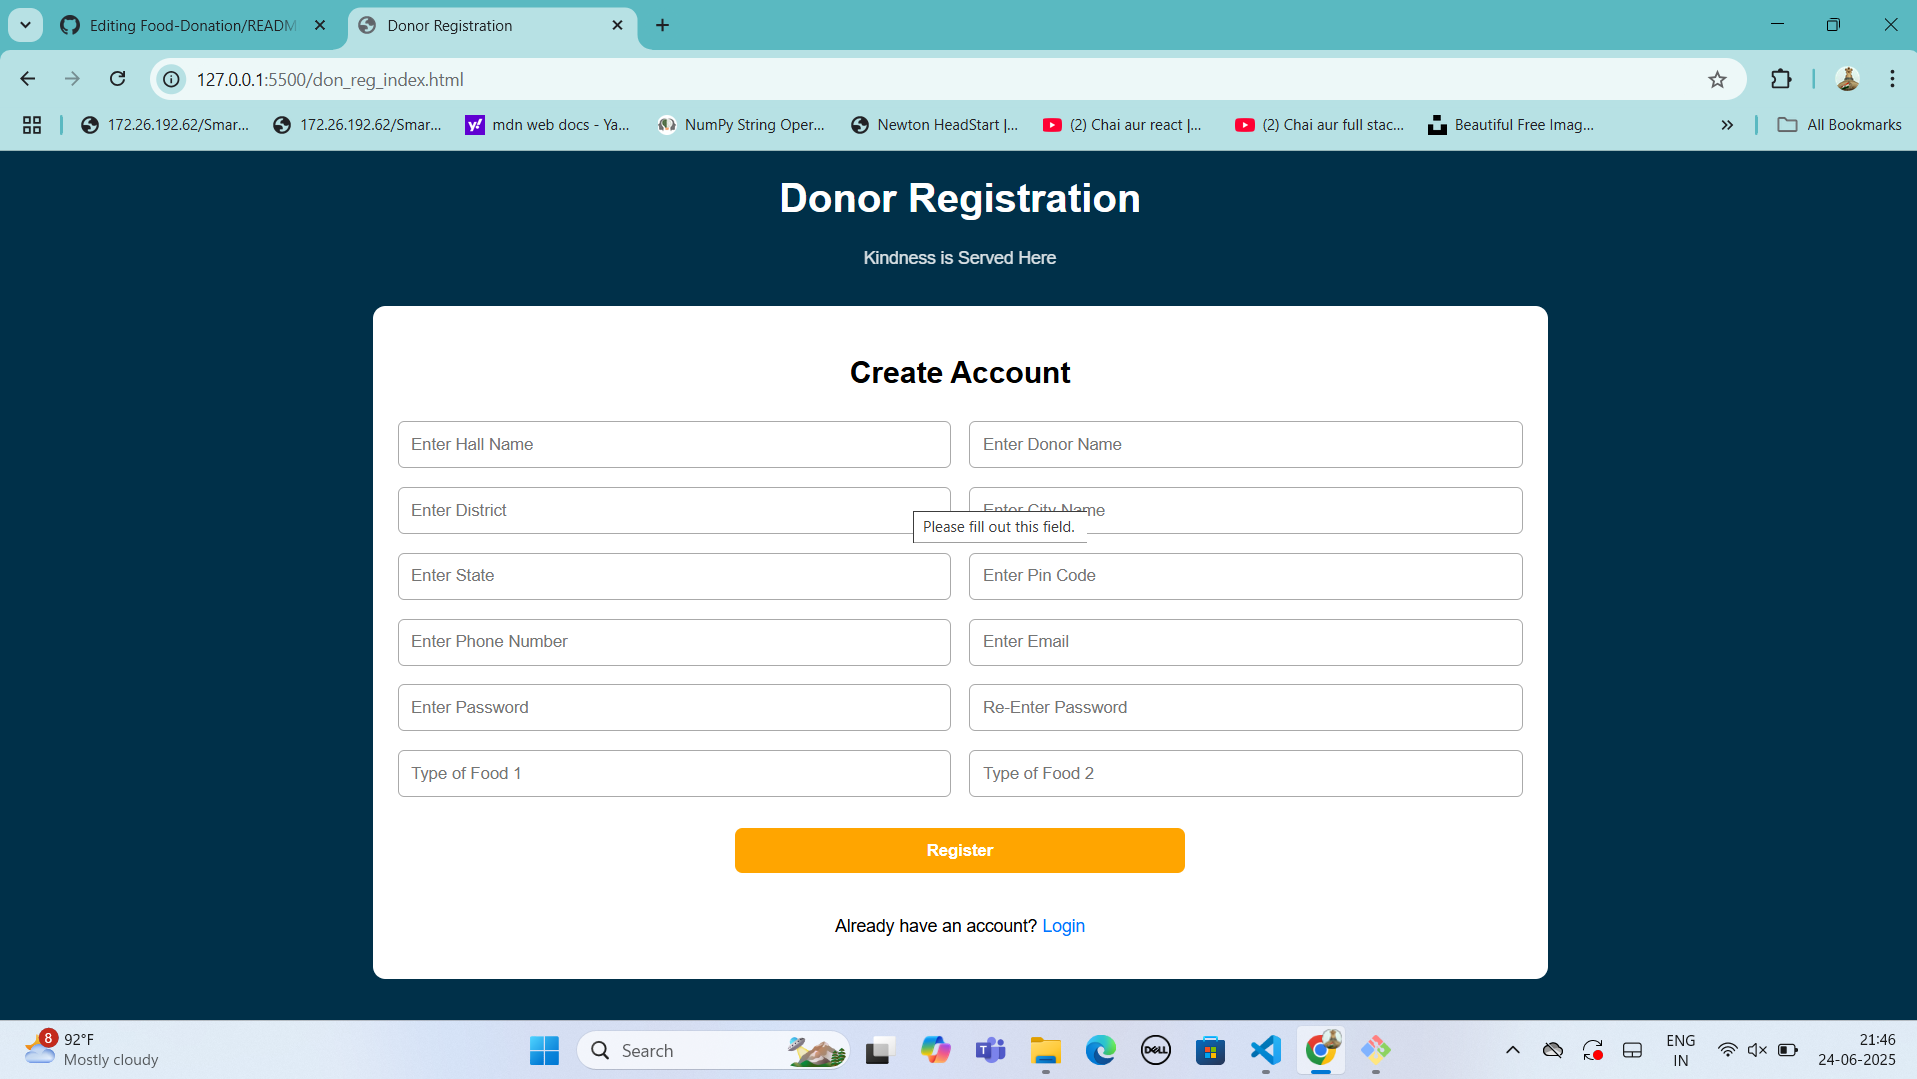 Editing Food-Donation/READM
Donor Registration
127.0.0.1:5500/don_reg_index.html
172.26.192.62/Smar...
172.26.192.62/Smar...
mdn web docs - Ya...
NumPy String Oper...
Newton HeadStart |...
(2) Chai aur react |...
(2) Chai aur full stac...
Beautiful Free Imag...
All Bookmarks
Donor Registration
Kindness is Served Here
Create Account
Enter Hall Name
Enter Donor Name
Enter District
Enter City Name
Please fill out this field.
Enter State
Enter Pin Code
Enter Phone Number
Enter Email
Enter Password
Re-Enter Password
Type of Food 1
Type of Food 2
Register
Already have an account? Login
8
92°F
Mostly cloudy
Search
DELL
ENG
IN
21:46
24-06-2025